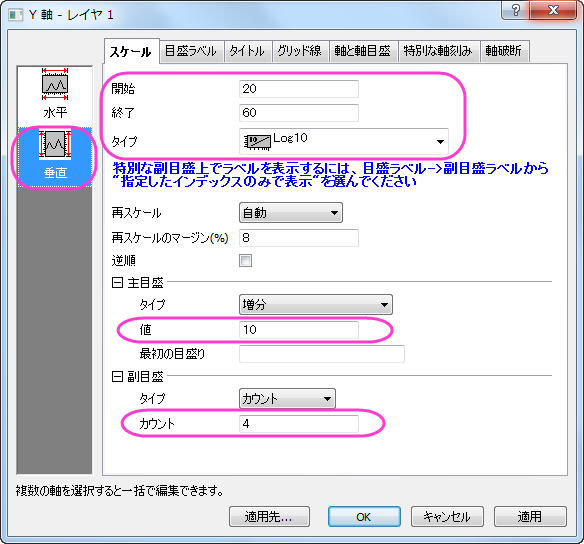 Y 軸 - レイヤ 1
スケール 目盛ラベル タイトル グリッド線 軸と軸目盛 特別な軸刻み 軸破断
水平
垂直
開始 20
終了 60
タイプ Log10
特別な副目盛上でラベルを表示するには、目盛ラベル->副目盛ラベルから
"指定したインデックスのみで表示"を選んでください
再スケール 自動
再スケールのマージン(%) 8
逆順
主目盛
タイプ 増分
値 10
最初の目盛り
副目盛
タイプ カウント
カウント 4
複数の軸を選択すると一括で編集できます。
適用先... OK キャンセル 適用